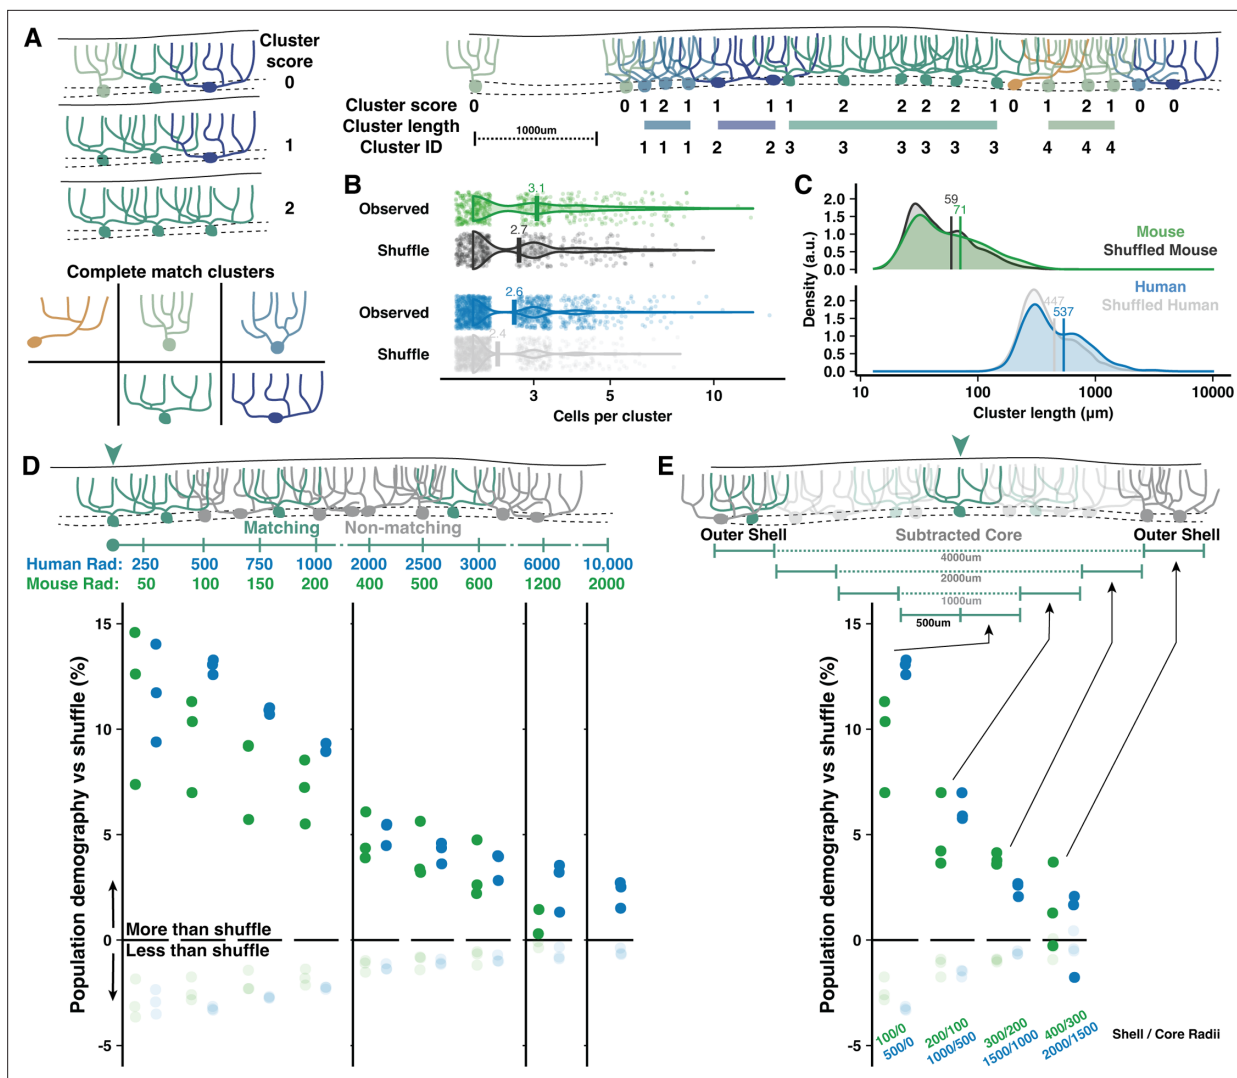 A
Cluster
score
0
1
2
Complete match clusters
0 0 1 2 1 1 1 1 2 2 2 2 1 0 1 2 1 0 0
Cluster score
Cluster length
1000um
Cluster ID
1 1 1 2 2 3 3 3 3 3 3 4 4 4
B
Observed
3.1
Shuffle
2.7
Observed
2.6
Shuffle
2.4
3 5 10
Cells per cluster
C
Density (a.u.)
2.0
1.5
1.0
0.5
0.0
59
71
Mouse
Shuffled Mouse
2.0
1.5
1.0
0.5
0.0
447
537
Human
Shuffled Human
10 100 1000 10000
Cluster length (µm)
D
Matching Non-matching
Human Rad: 250 500 750 1000 2000 2500 3000 6000 10,000
Mouse Rad: 50 100 150 200 400 500 600 1200 2000
Population demography vs shuffle (%)
15
10
5
0
-5
More than shuffle
Less than shuffle
E
Outer Shell Subtracted Core Outer Shell
4000um
2000um
1000um
500um
Population demography vs shuffle (%)
15
10
5
0
-5
100/0 200/100 300/200 400/300
500/0 1000/500 1500/1000 2000/1500
Shell / Core Radii